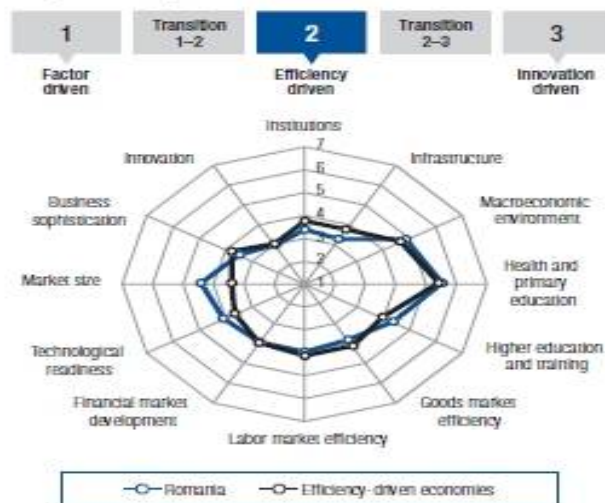 1
Transition
1–2
2
Transition
2–3
3
Factor
driven
Efficiency
driven
Innovation
driven
Institutions
7
Innovation
6
Infrastructure
5
Business
sophistication
4
Macroeconomic
environment
2
Market size
1
Health and
primary
education
Technological
readiness
Higher education
and training
Financial market
development
Goods market
efficiency
Labor market efficiency
Romania
Efficiency-driven economies